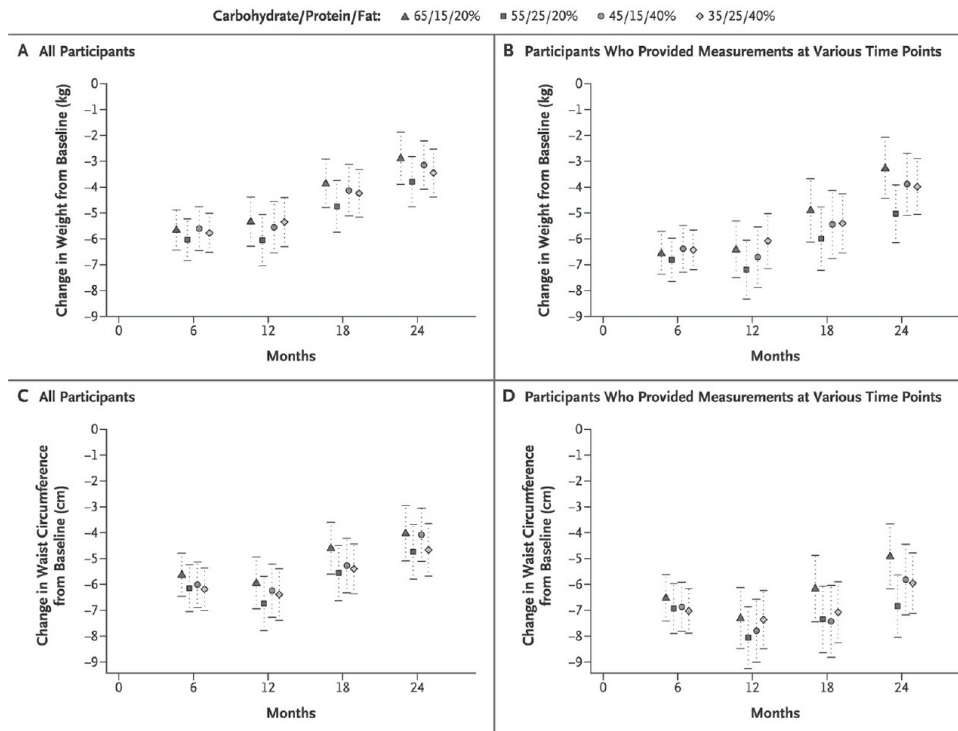 Carbohydrate/Protein/Fat: 65/15/20% 55/25/20% 45/15/40% 35/25/40%
A All Participants
Change in Weight from Baseline (kg)
0
–1
–2
–3
–4
–5
–6
–7
–8
–9
0 6 12 18 24
Months
B Participants Who Provided Measurements at Various Time Points
Change in Weight from Baseline (kg)
0
–1
–2
–3
–4
–5
–6
–7
–8
–9
0 6 12 18 24
Months
C All Participants
Change in Waist Circumference
from Baseline (cm)
0
–1
–2
–3
–4
–5
–6
–7
–8
–9
0 6 12 18 24
Months
D Participants Who Provided Measurements at Various Time Points
Change in Waist Circumference
from Baseline (cm)
0
–1
–2
–3
–4
–5
–6
–7
–8
–9
0 6 12 18 24
Months